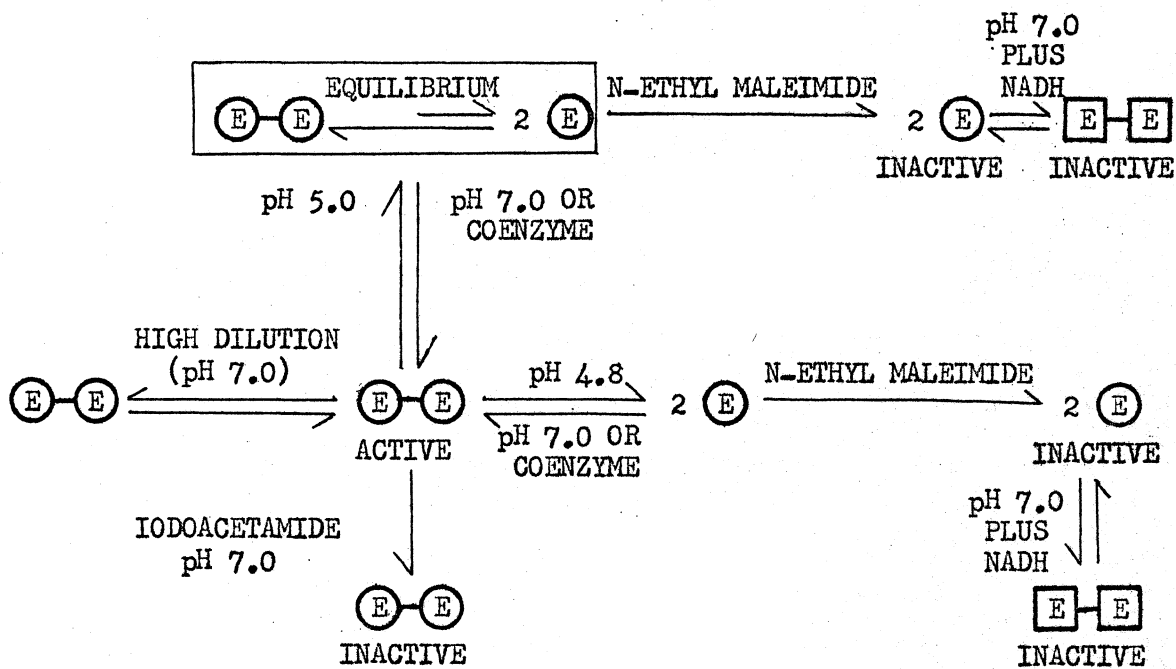 pH 7.0
PLUS
NADH
EQUILIBRIUM
N-ETHYL MALEIMIDE
E E 2 E
2 E
E E
INACTIVE
INACTIVE
pH 5.0
pH 7.0 OR
COENZYME
HIGH DILUTION
(pH 7.0)
pH 4.8
N-ETHYL MALEIMIDE
E E
E E
2 E
2 E
ACTIVE
pH 7.0 OR
COENZYME
INACTIVE
IODOACETAMIDE
pH 7.0
pH 7.0
PLUS
NADH
E E
E E
INACTIVE
INACTIVE